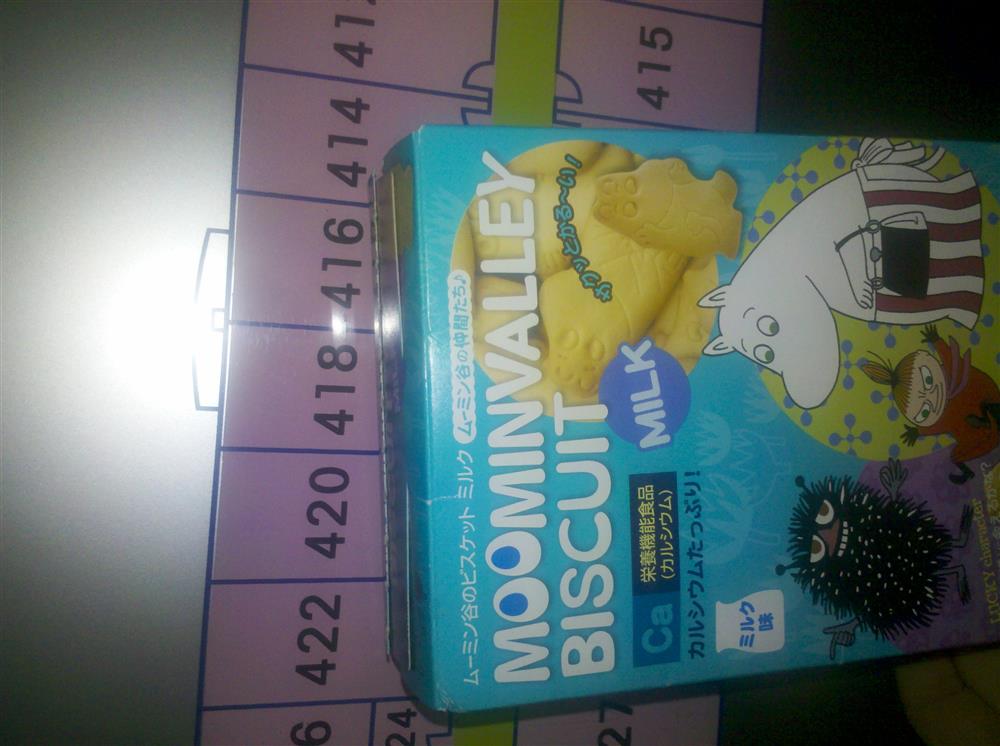 ムーミン谷のビスケット ミルク ムーミン谷の仲間たち♪
MOOMINVALLEY
BISCUIT
MILK
Ca
栄養機能食品
(カルシウム)
カルシウムたっぷり!
ミルク
味
LUCKY character
415
414
416
418
420
422